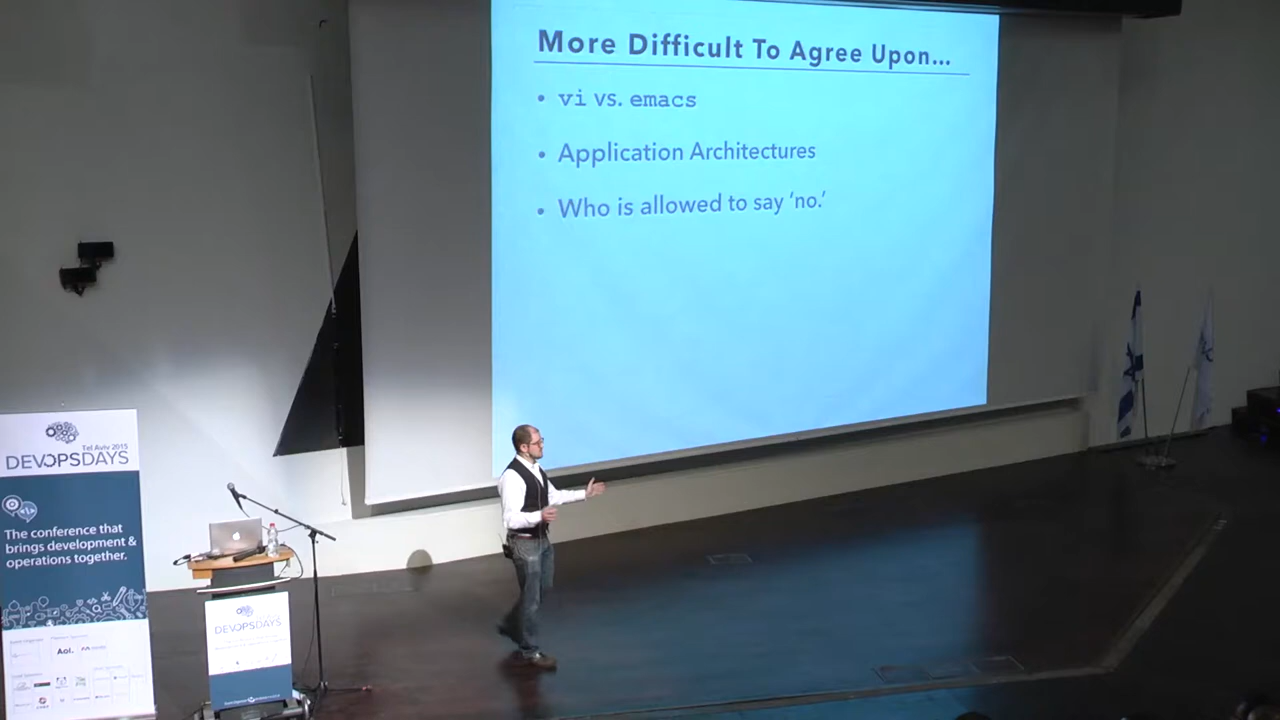 More Difficult To Agree Upon...
• vi vs. emacs
• Application Architectures
• Who is allowed to say ‘no.’
Tel Aviv 2015
DEVOPSDAYS
The conference that
brings development &
operations together.
Aol.
DEVOPSDAYS